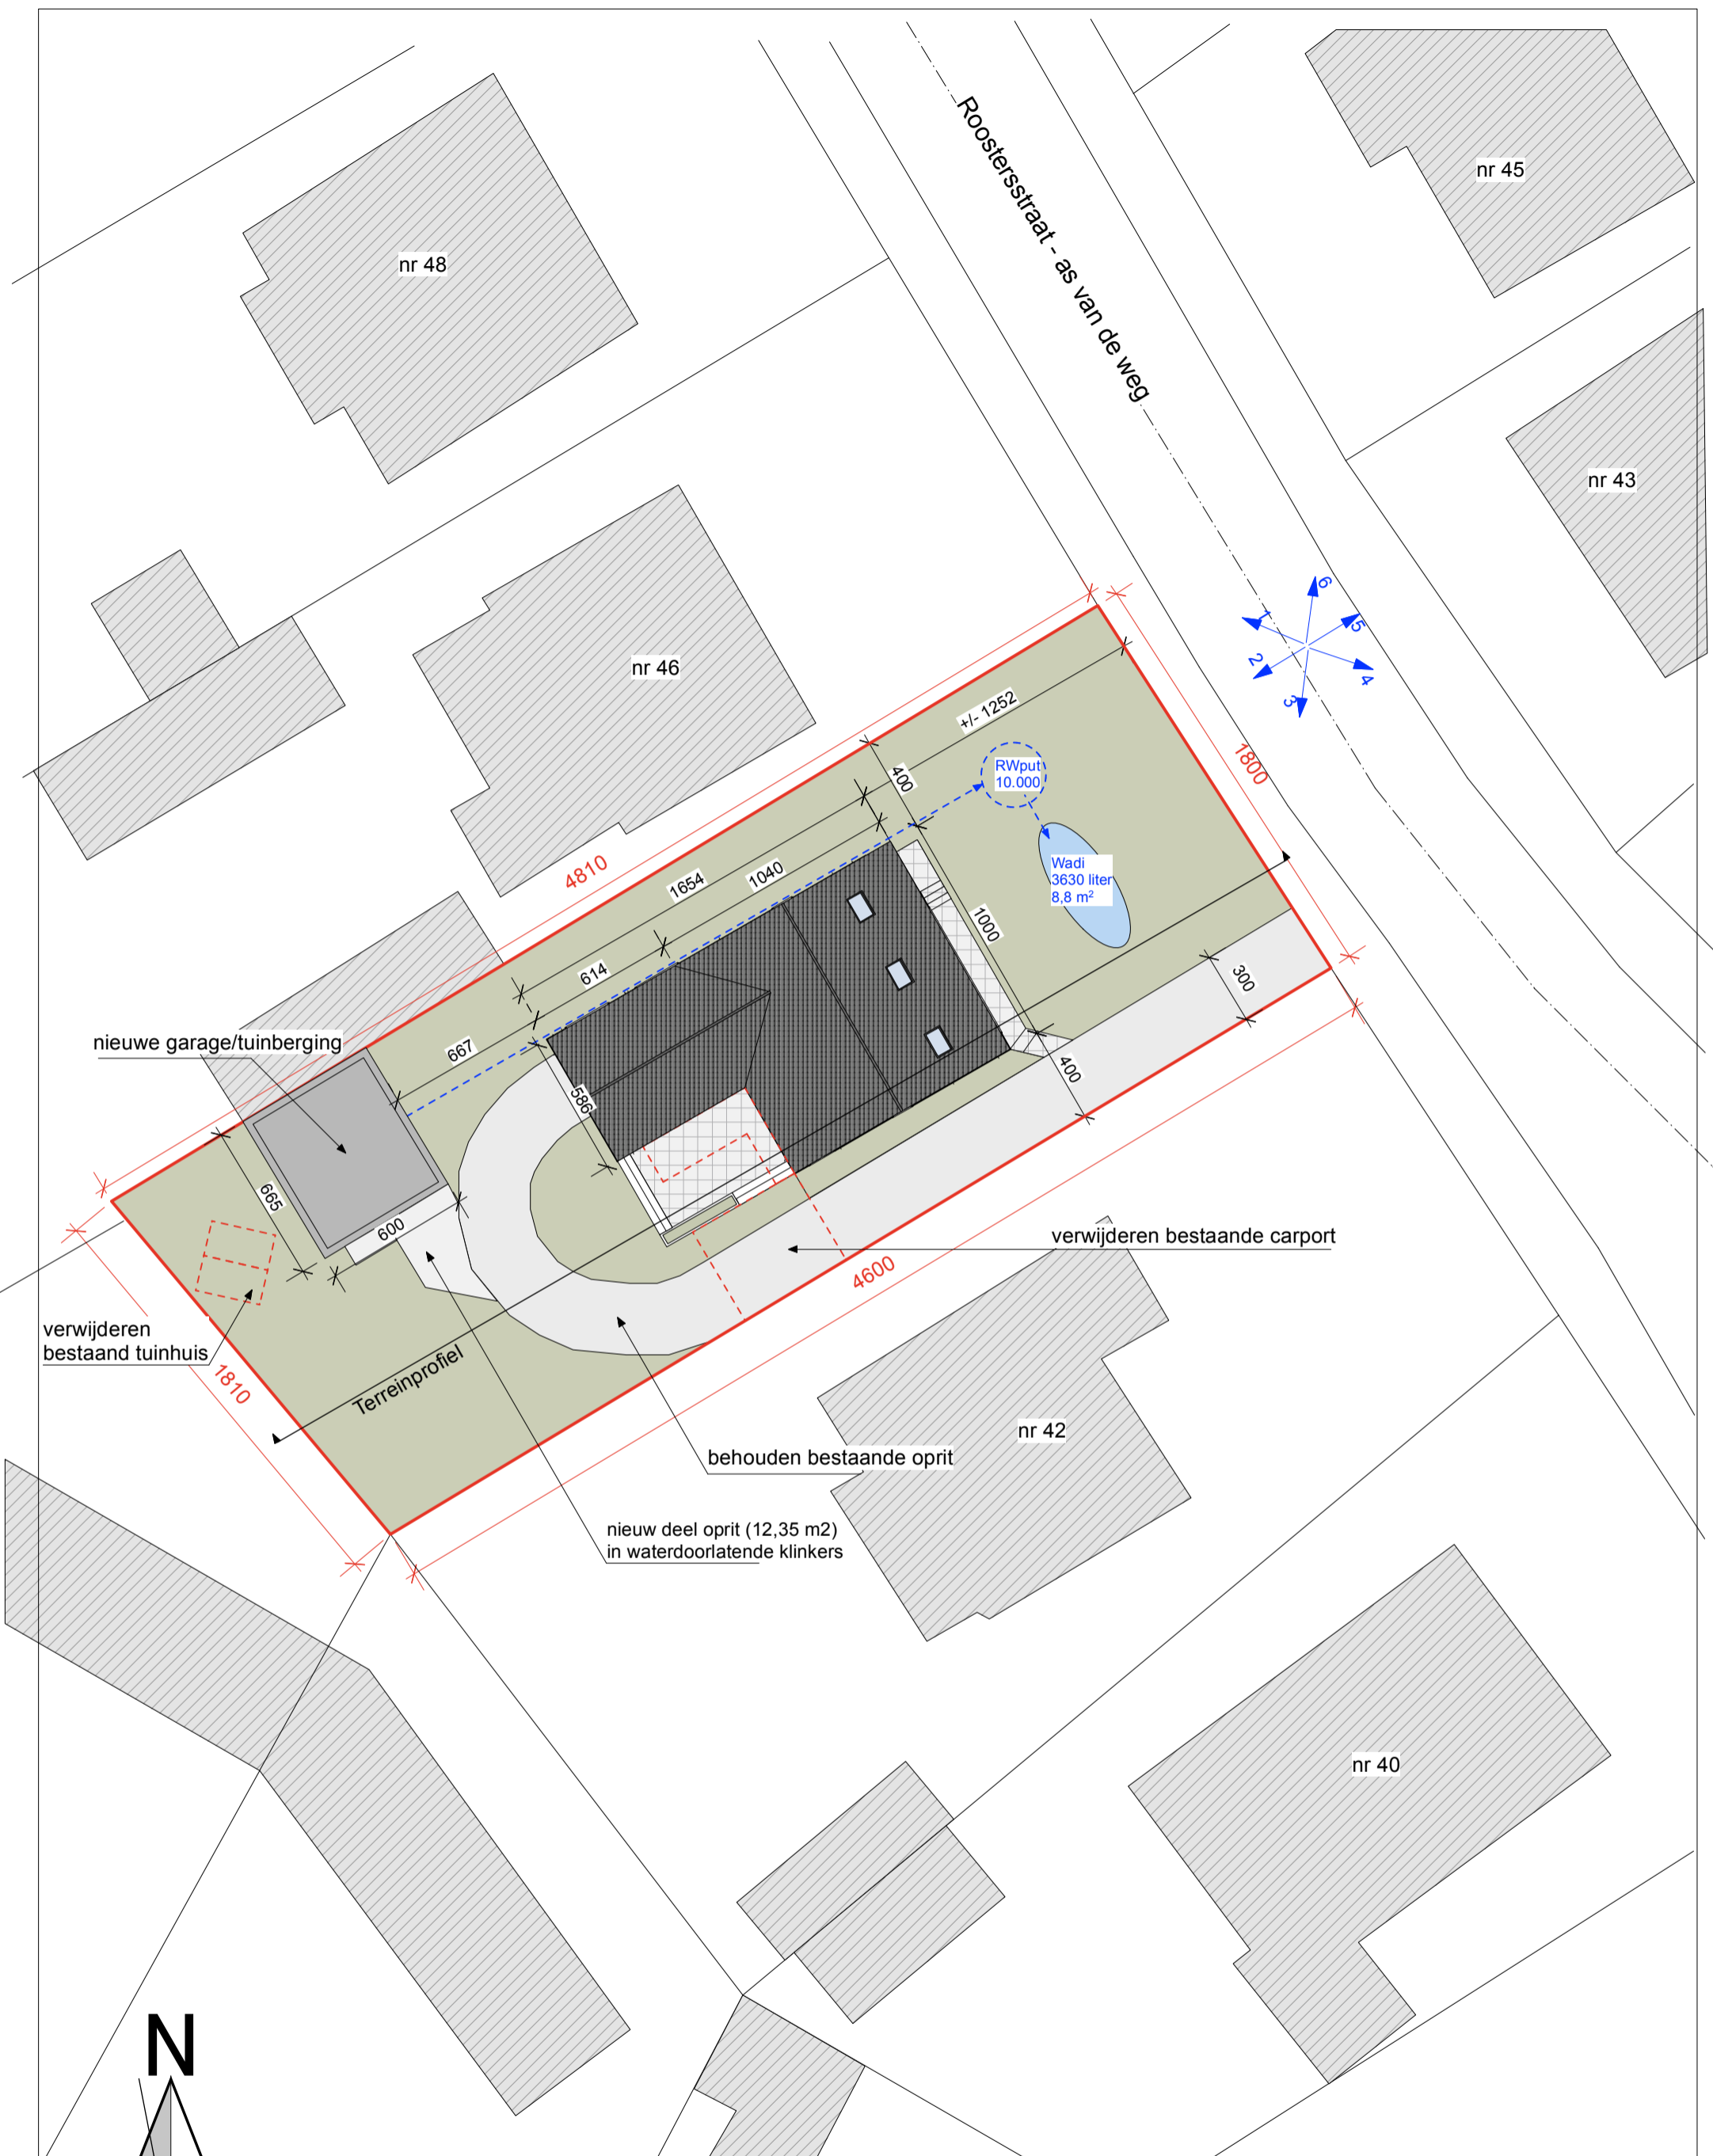 nr 45
Roostersstraat - as van de weg
nr 48
nr 43
6
1
5
2
4
3
nr 46
+/- 1252
1800
400
RWput
10.000
4810
1654
1040
Wadi
3630 liter
8,8 m²
1000
614
300
nieuwe garage/tuinberging
667
586
400
665
600
verwijderen bestaande carport
4600
verwijderen
bestaand tuinhuis
1810
Terreinprofiel
nr 42
behouden bestaande oprit
nieuw deel oprit (12,35 m2)
in waterdoorlatende klinkers
nr 40
N